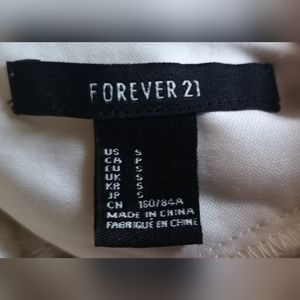 FOREVER 21
US S
CA P
EU S
UK S
KR S
JP S
CN 160/84A
MADE IN CHINA
FABRIQUÉ EN CHINE